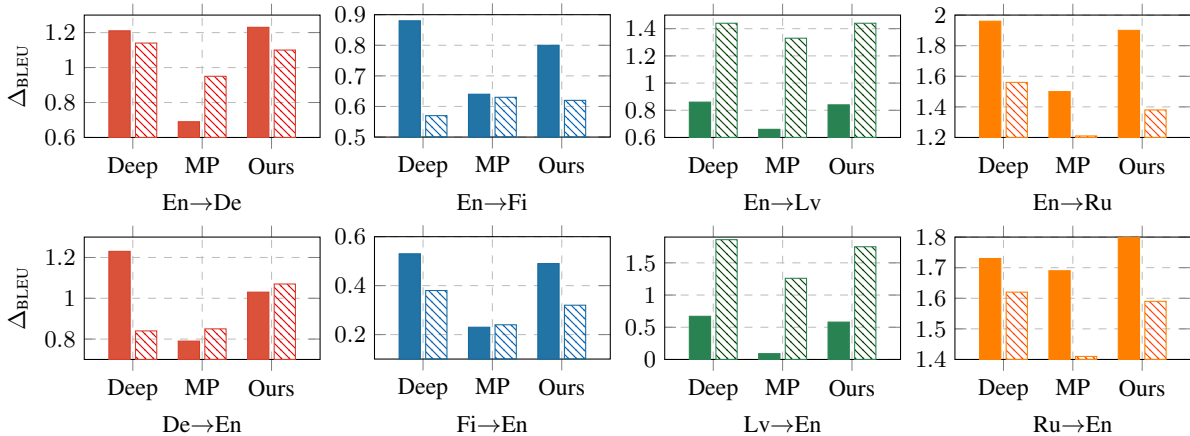 Δ_BLEU
1.2
1
0.8
0.6
Deep MP Ours
En→De
0.9
0.8
0.7
0.6
0.5
Deep MP Ours
En→Fi
1.4
1.2
1
0.8
0.6
Deep MP Ours
En→Lv
2
1.8
1.6
1.4
1.2
Deep MP Ours
En→Ru
Δ_BLEU
1.2
1
0.8
Deep MP Ours
De→En
0.6
0.4
0.2
Deep MP Ours
Fi→En
1.5
1
0.5
0
Deep MP Ours
Lv→En
1.8
1.7
1.6
1.5
1.4
Deep MP Ours
Ru→En